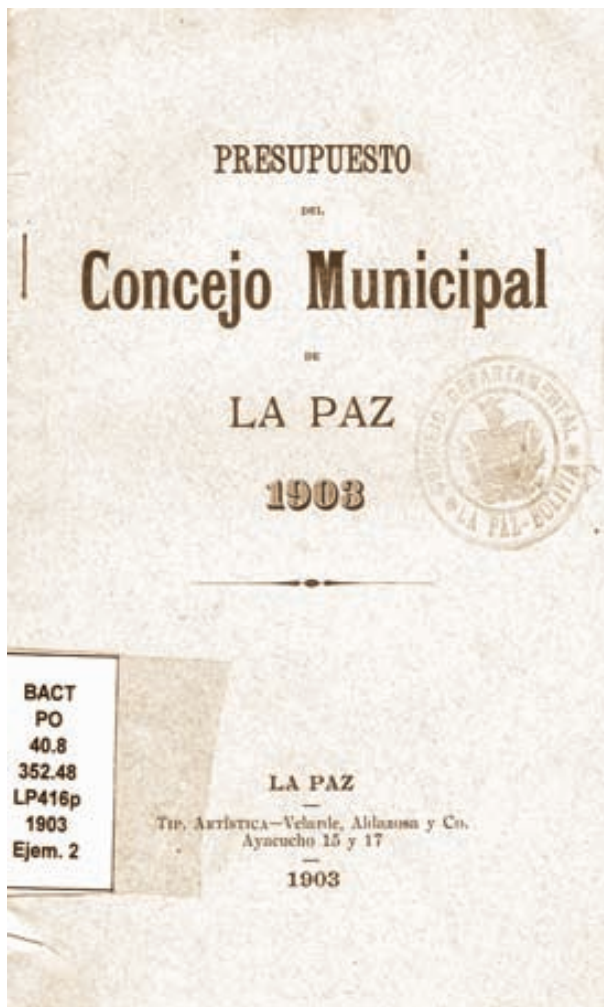 PRESUPUESTO
DEL
Concejo Municipal
DE
LA PAZ
1903
DEPARTAMENTAL
LA PAZ-BOLIVIA
BACT
PO
40.8
352.48
LP416p
1903
Ejem. 2
LA PAZ
Tip. Artística—Velarde, Aldazosa y Co.
Ayacucho 15 y 17
1903